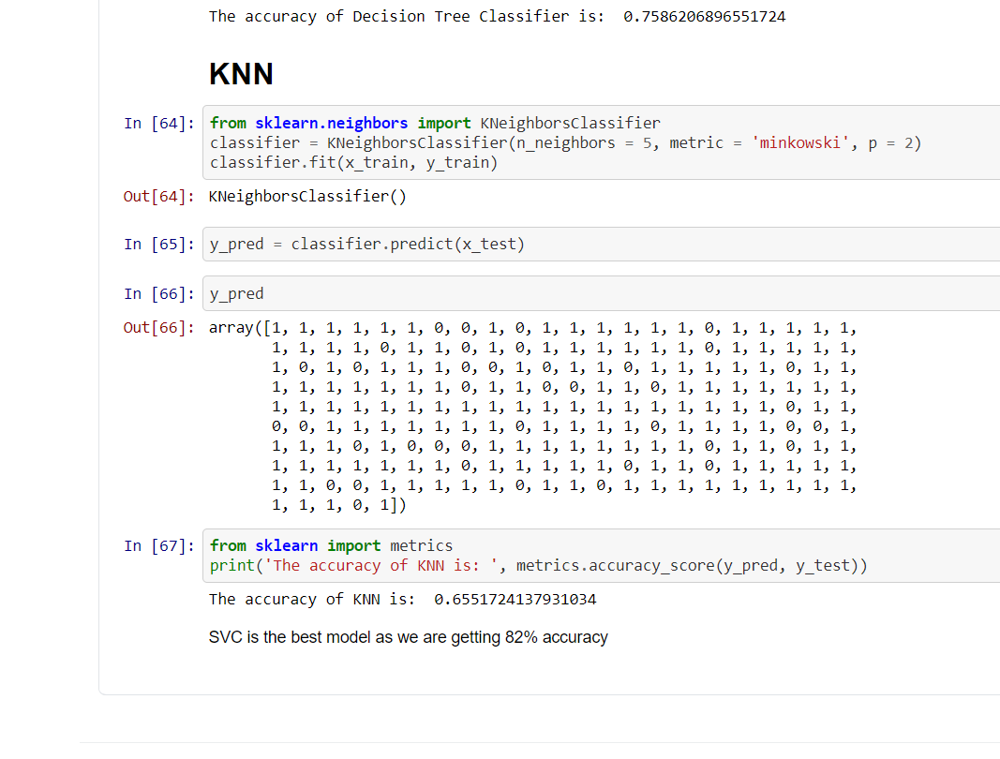 The accuracy of Decision Tree Classifier is:  0.7586206896551724
KNN
In [64]: from sklearn.neighbors import KNeighborsClassifier
classifier = KNeighborsClassifier(n_neighbors = 5, metric = 'minkowski', p = 2)
classifier.fit(x_train, y_train)
Out[64]: KNeighborsClassifier()
In [65]: y_pred = classifier.predict(x_test)
In [66]: y_pred
Out[66]: array([1, 1, 1, 1, 1, 1, 0, 0, 1, 0, 1, 1, 1, 1, 1, 1, 0, 1, 1, 1, 1, 1,
1, 1, 1, 1, 0, 1, 1, 0, 1, 0, 1, 1, 1, 1, 1, 1, 0, 1, 1, 1, 1, 1,
1, 0, 1, 0, 1, 1, 1, 0, 0, 1, 0, 1, 1, 0, 1, 1, 1, 1, 1, 0, 1, 1,
1, 1, 1, 1, 1, 1, 1, 0, 1, 1, 0, 0, 1, 1, 0, 1, 1, 1, 1, 1, 1, 1,
1, 1, 1, 1, 1, 1, 1, 1, 1, 1, 1, 1, 1, 1, 1, 1, 1, 1, 1, 0, 1, 1,
0, 0, 1, 1, 1, 1, 1, 1, 1, 0, 1, 1, 1, 1, 0, 1, 1, 1, 1, 0, 0, 1,
1, 1, 1, 0, 1, 0, 0, 0, 1, 1, 1, 1, 1, 1, 1, 1, 0, 1, 1, 0, 1, 1,
1, 1, 1, 1, 1, 1, 1, 0, 1, 1, 1, 1, 1, 0, 1, 1, 0, 1, 1, 1, 1, 1,
1, 1, 0, 0, 1, 1, 1, 1, 1, 0, 1, 1, 0, 1, 1, 1, 1, 1, 1, 1, 1, 1,
1, 1, 1, 0, 1])
In [67]: from sklearn import metrics
print('The accuracy of KNN is: ', metrics.accuracy_score(y_pred, y_test))
The accuracy of KNN is:  0.6551724137931034
SVC is the best model as we are getting 82% accuracy